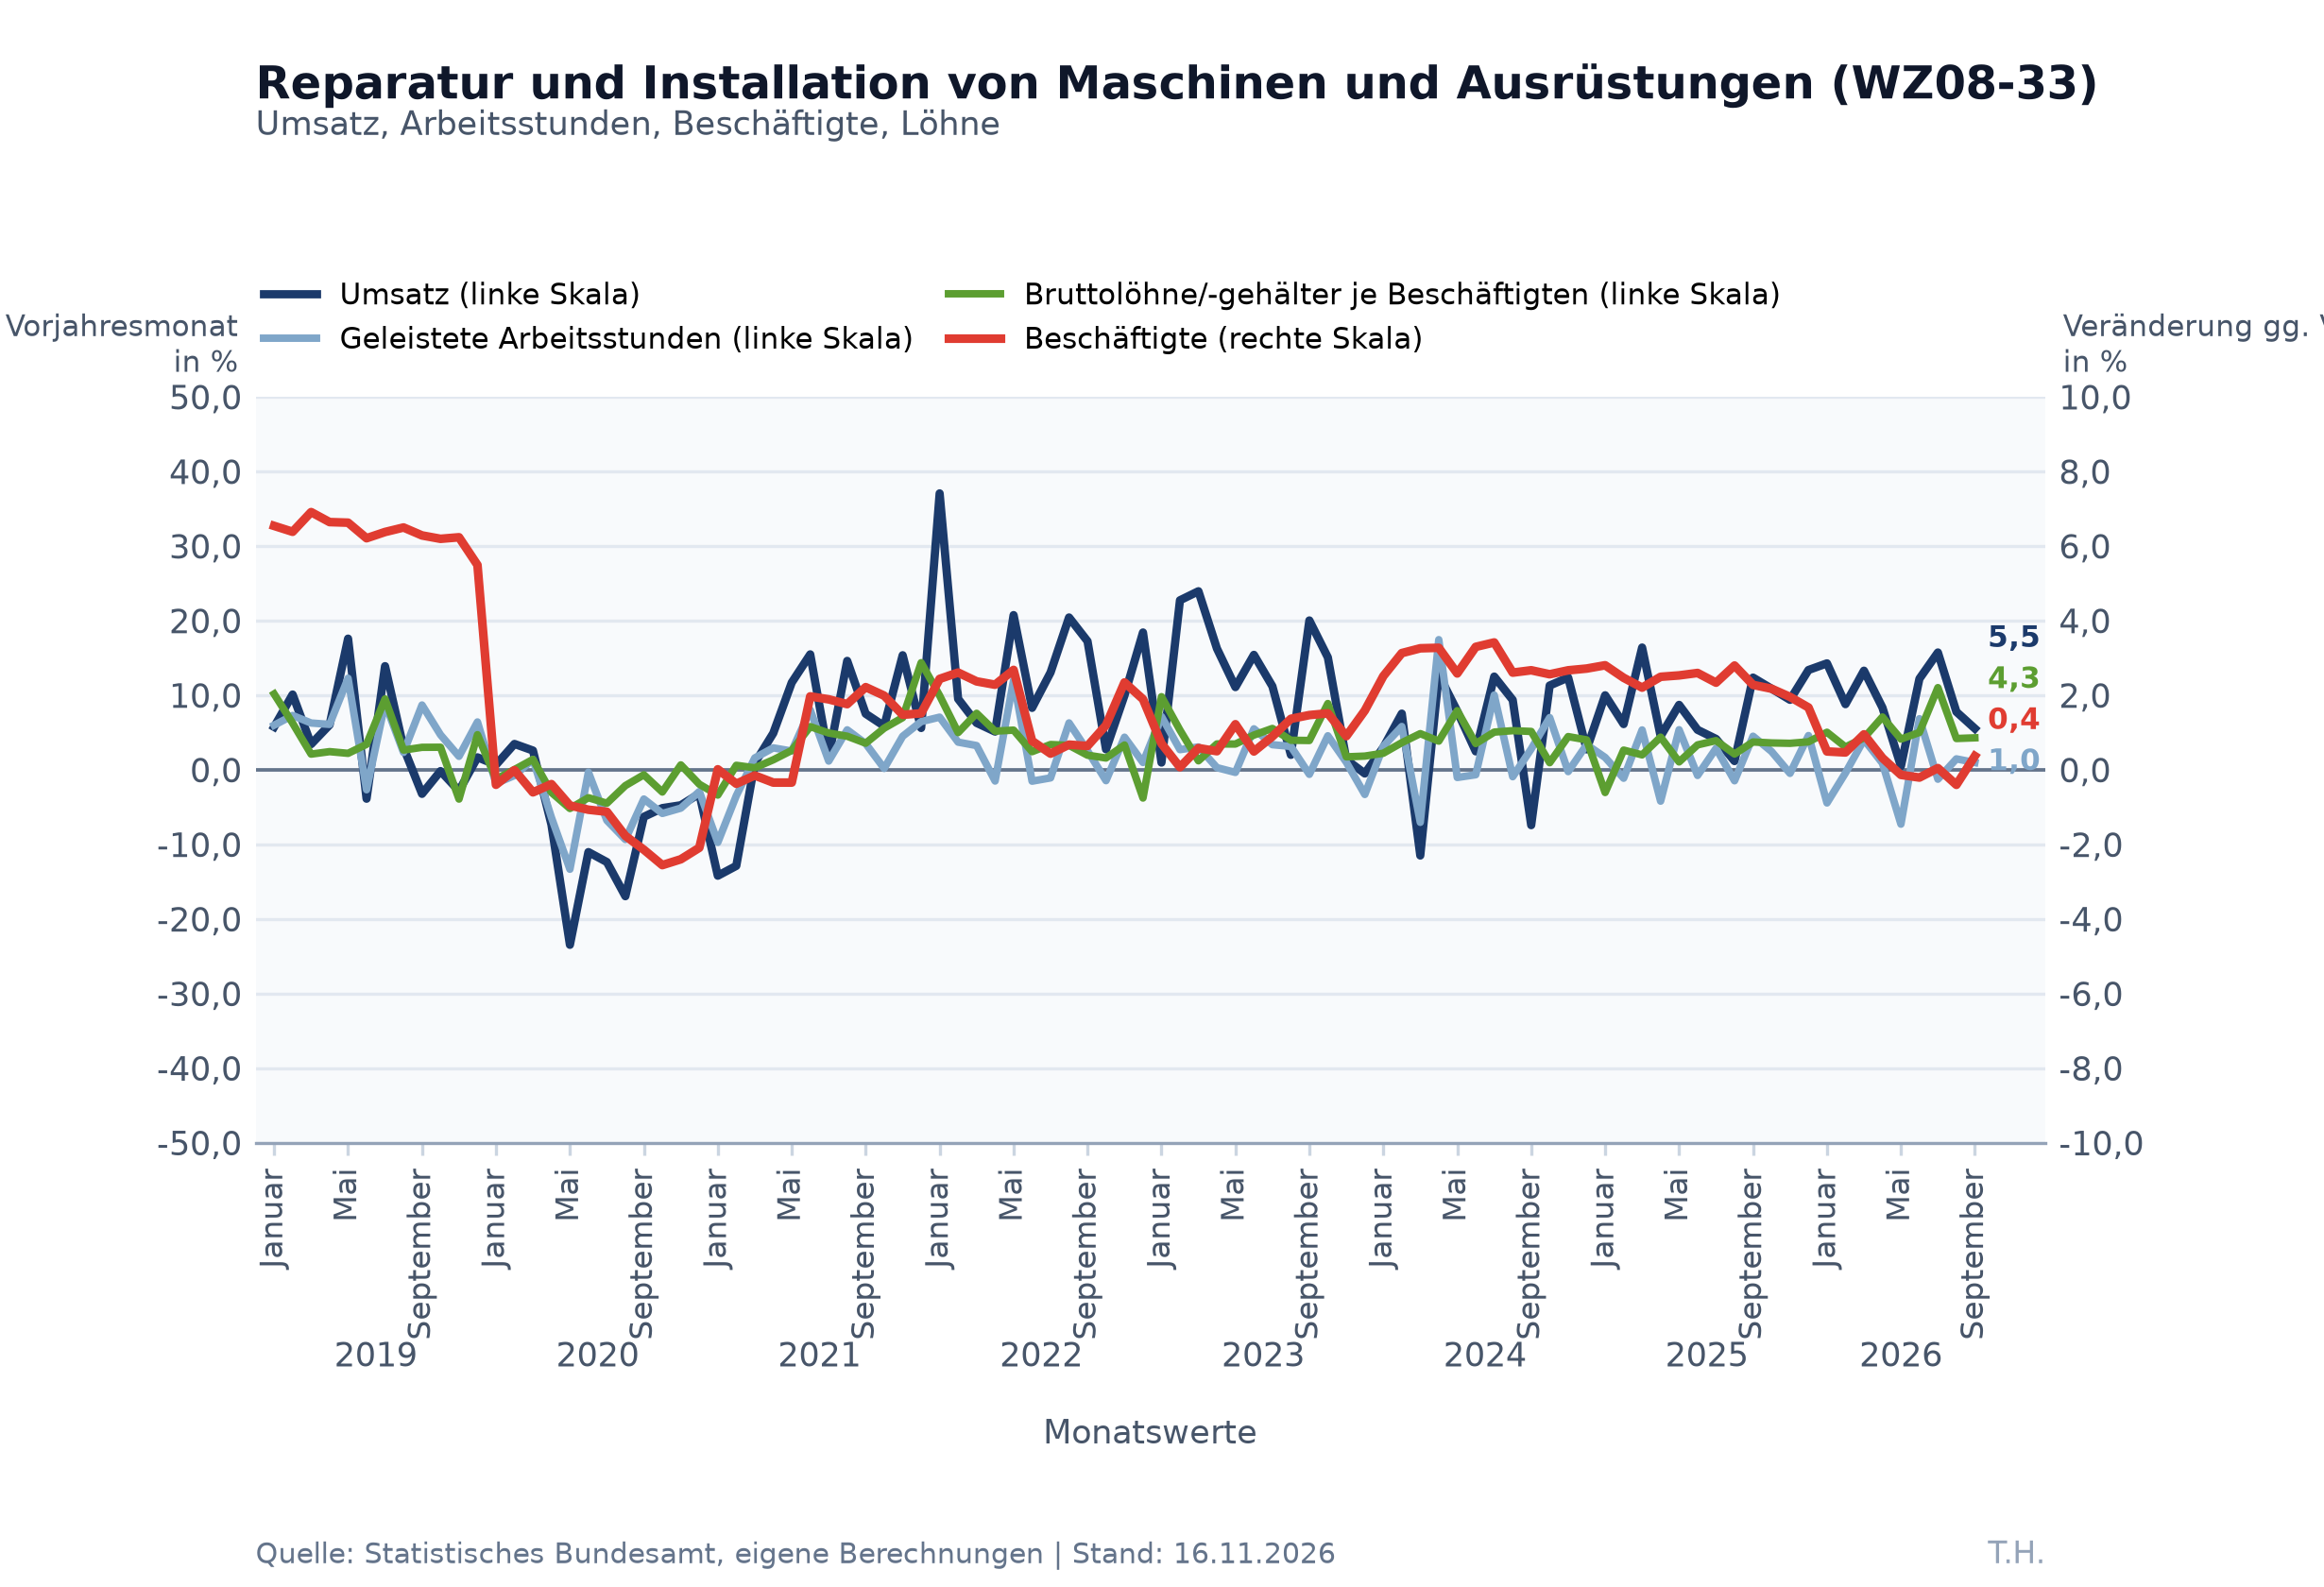 Reparatur und Installation von Maschinen und Ausrüstungen (WZ08-33)
Umsatz, Arbeitsstunden, Beschäftigte, Löhne
Umsatz (linke Skala)
Geleistete Arbeitsstunden (linke Skala)
Bruttolöhne/-gehälter je Beschäftigten (linke Skala)
Beschäftigte (rechte Skala)
Vorjahresmonat
in %
Veränderung gg.
in %
50,0
40,0
30,0
20,0
10,0
0,0
-10,0
-20,0
-30,0
-40,0
-50,0
10,0
8,0
6,0
4,0
2,0
0,0
-2,0
-4,0
-6,0
-8,0
-10,0
5,5
4,3
0,4
1,0
Januar
Mai
September
Januar
Mai
September
Januar
Mai
September
Januar
Mai
September
Januar
Mai
September
Januar
Mai
September
Januar
Mai
September
Januar
Mai
September
2019
2020
2021
2022
2023
2024
2025
2026
Monatswerte
Quelle: Statistisches Bundesamt, eigene Berechnungen | Stand: 16.11.2026
T.H.